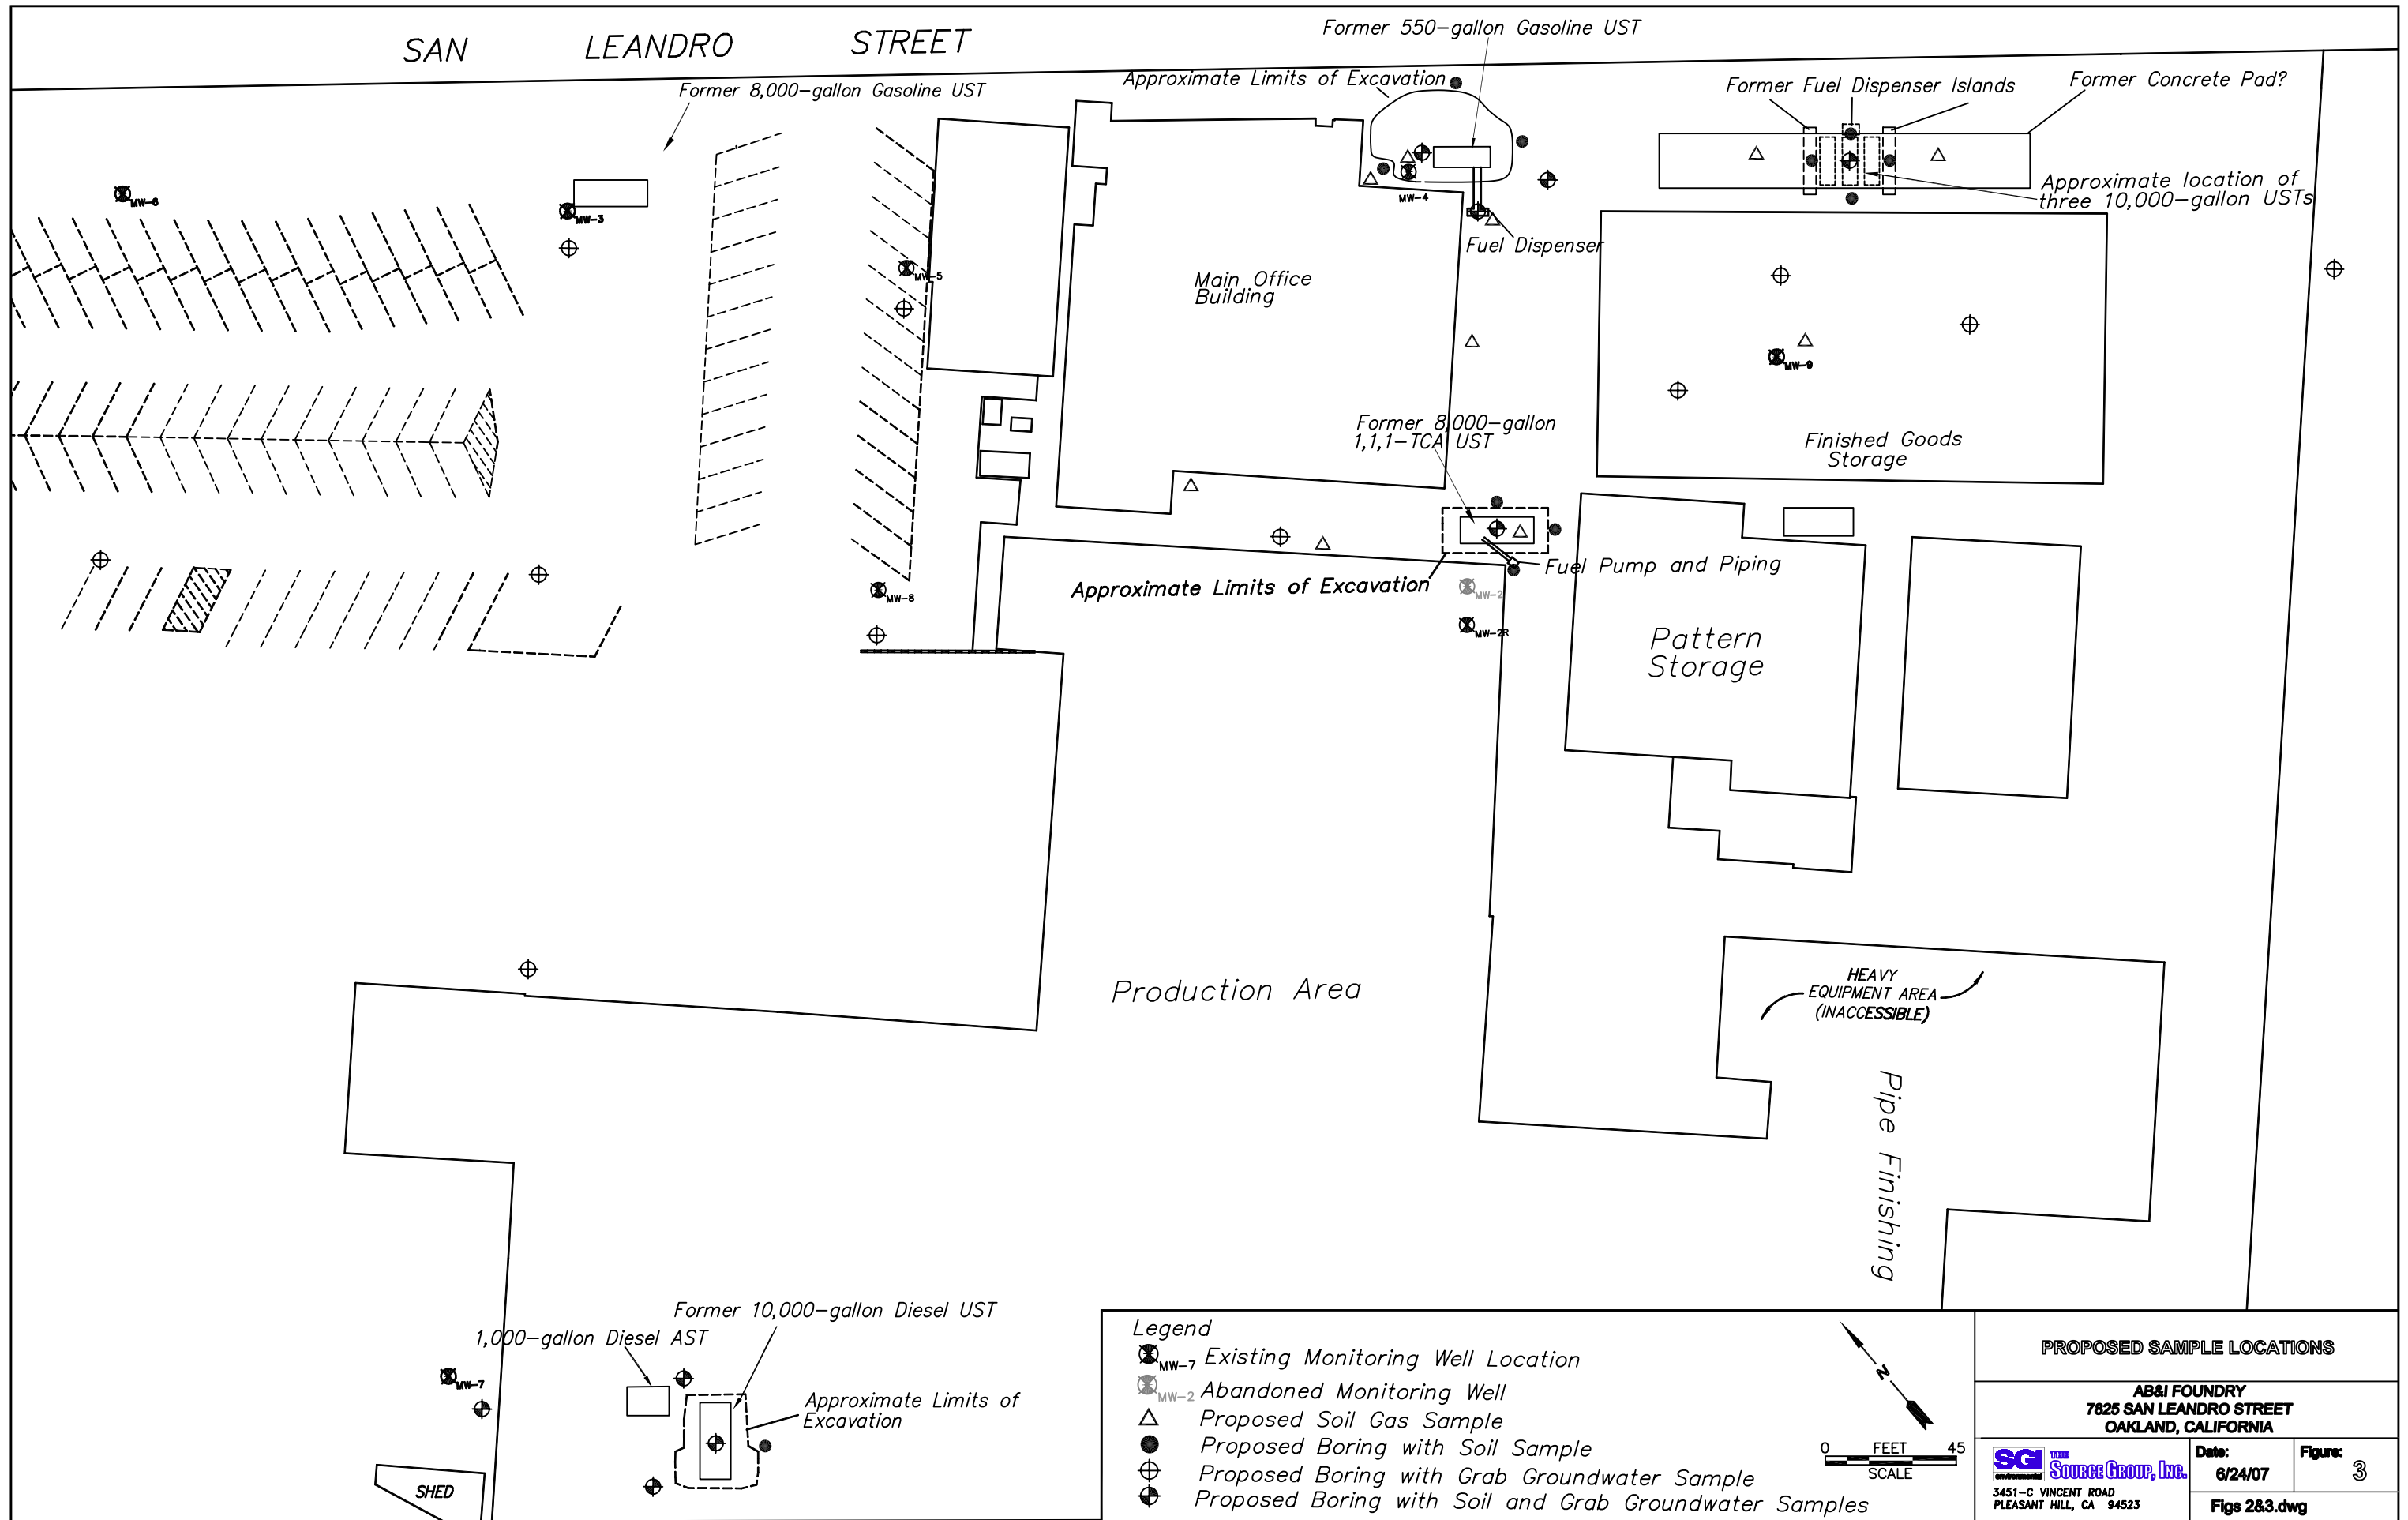 SAN LEANDRO STREET
Former 550-gallon Gasoline UST
Approximate Limits of Excavation
Former 8,000-gallon Gasoline UST
Former Fuel Dispenser Islands
Former Concrete Pad?
MW-6
MW-3
MW-4
Approximate location of
three 10,000-gallon USTs
Fuel Dispenser
MW-5
Main Office
Building
MW-9
Former 8,000-gallon
1,1,1-TCA UST
Finished Goods
Storage
Fuel Pump and Piping
Approximate Limits of Excavation
MW-2
MW-8
MW-2R
Pattern
Storage
Production Area
HEAVY
EQUIPMENT AREA
(INACCESSIBLE)
Pipe Finishing
Former 10,000-gallon Diesel UST
1,000-gallon Diesel AST
MW-7
Approximate Limits of
Excavation
SHED
Legend
MW-7 Existing Monitoring Well Location
MW-2 Abandoned Monitoring Well
Proposed Soil Gas Sample
Proposed Boring with Soil Sample
Proposed Boring with Grab Groundwater Sample
Proposed Boring with Soil and Grab Groundwater Samples
N
0 FEET 45
SCALE
PROPOSED SAMPLE LOCATIONS
AB&I FOUNDRY
7825 SAN LEANDRO STREET
OAKLAND, CALIFORNIA
SGI THE SOURCE GROUP, INC.
environmental
3451-C VINCENT ROAD
PLEASANT HILL, CA 94523
Date:
6/24/07
Figure:
3
Figs 2&3.dwg